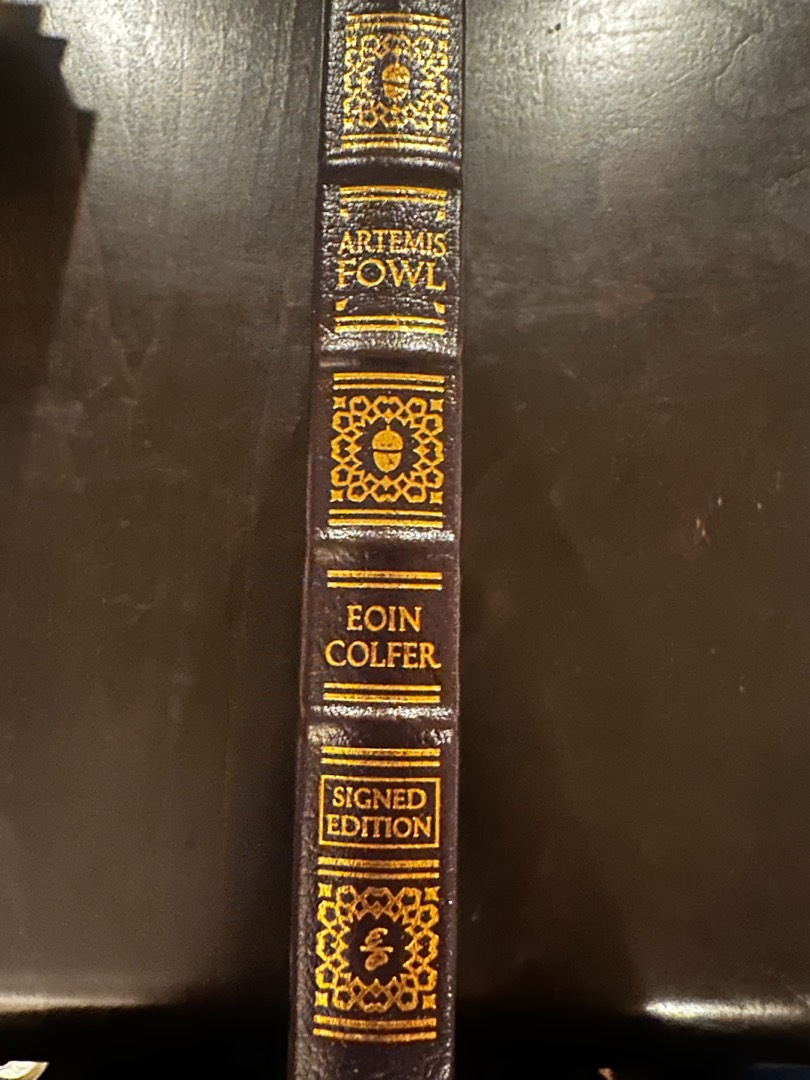 ARTEMIS
FOWL
EOIN
COLFER
SIGNED
EDITION